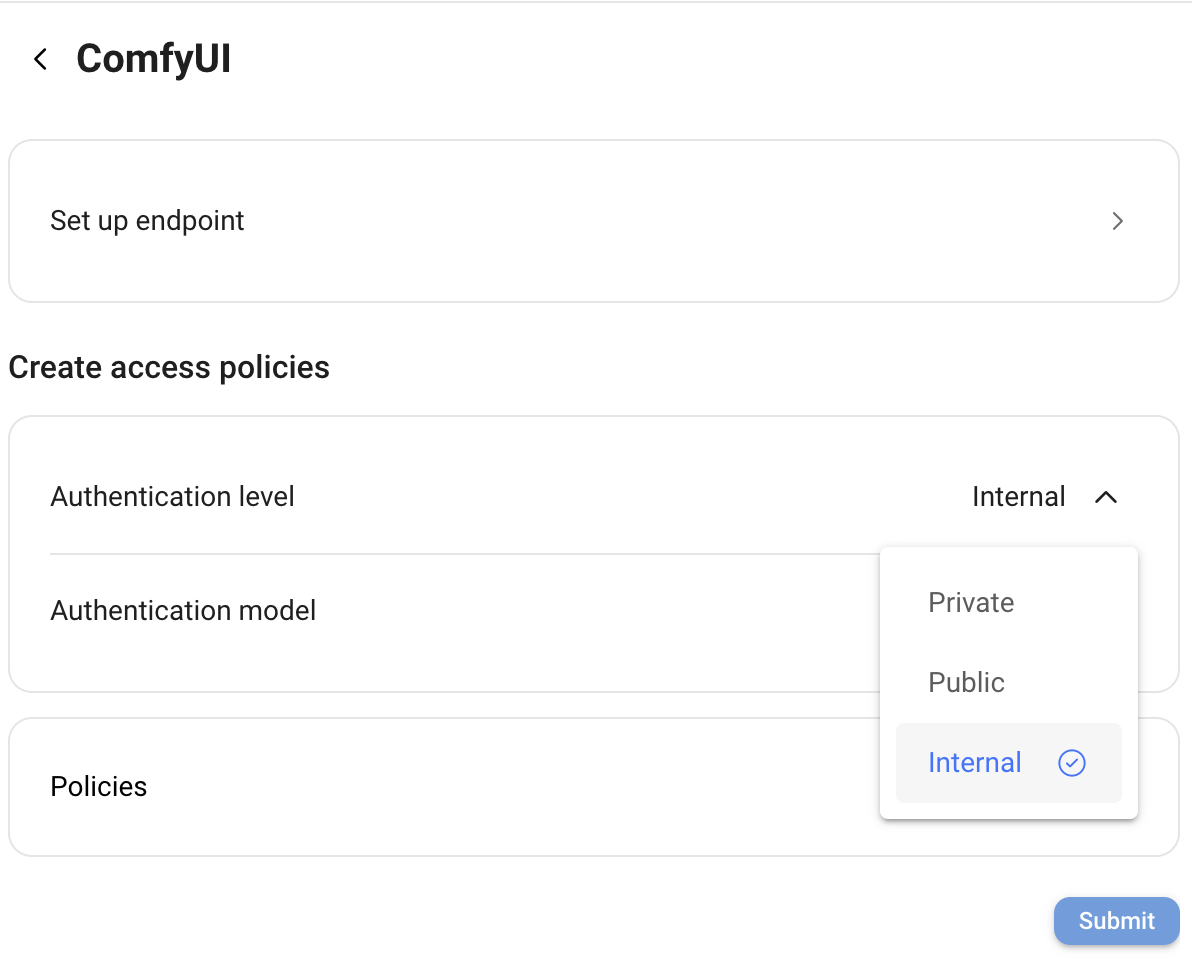 ComfyUI
Set up endpoint
Create access policies
Authentication level
Internal
Authentication model
Private
Public
Internal
Policies
Submit